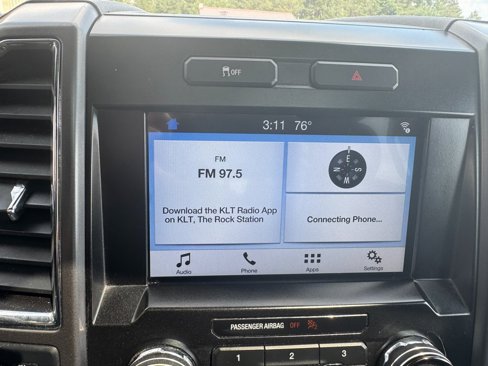 OFF
3:11 76°
FM
FM 97.5
Download the KLT Radio App
on KLT, The Rock Station
E
N S
W
Connecting Phone...
Audio Phone Apps Settings
PASSENGER AIRBAG OFF
1 2 3